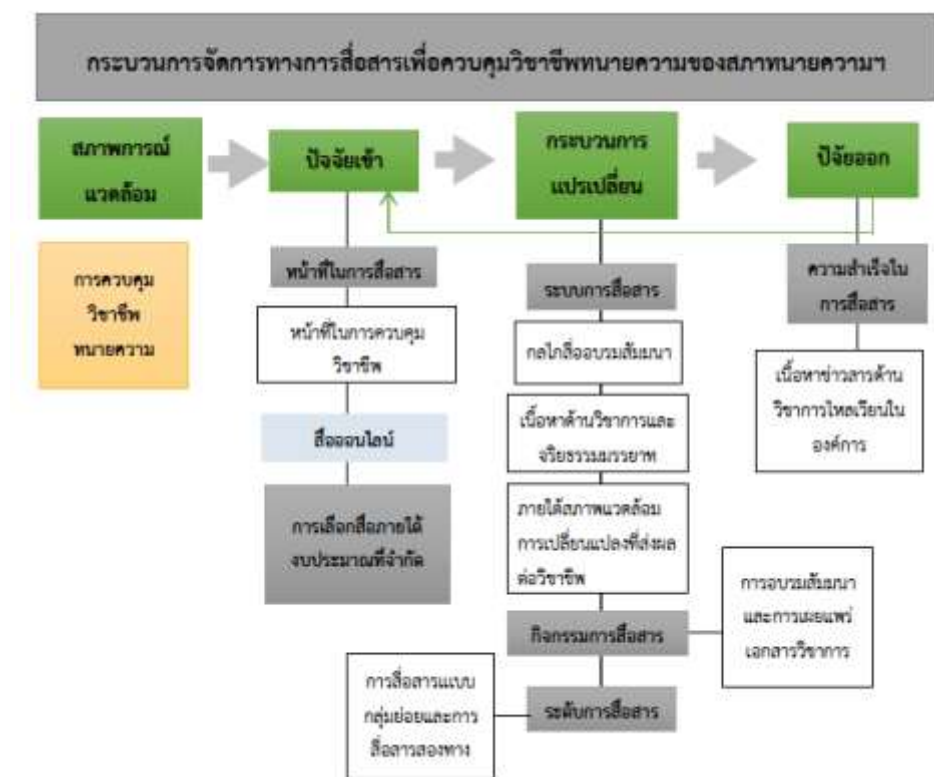 กระบวนการจัดการทางการสื่อสารเพื่อควบคุมวิชาชีพทนายความของสภาทนายความฯ
สภาพการณ์
แวดล้อม
ปัจจัยเข้า
กระบวนการ
แปรเปลี่ยน
ปัจัยออก
การควบคุม
วิชาชีพ
ทนายความ
หน้าที่ในการสื่อสาร
หน้าที่ในการควบคุม
วิชาชีพ
สื่อออนไลน์
การเลือกสื่อภายใต้
งบประมาณที่จำกัด
ระบบการสื่อสาร
กลไกสื่ออบรมสัมมนา
เนื้อหาด้านวิชาการและ
จริยธรรมมรรยาท
ภายใต้สภาพแวดล้อม
การเปลี่ยนแปลงที่ส่งผล
ต่อวิชาชีพ
กิจกรรมการสื่อสาร
ระดับการสื่อสาร
ความสำเร็จใน
การสื่อสาร
เนื้อหาข่าวสารด้าน
วิชาการไหลเวียนใน
องค์การ
การอบรมสัมมนา
และการเผยแพร่
เอกสารวิชาการ
การสื่อสารแบบ
กลุ่มย่อยและการ
สื่อสารสองทาง